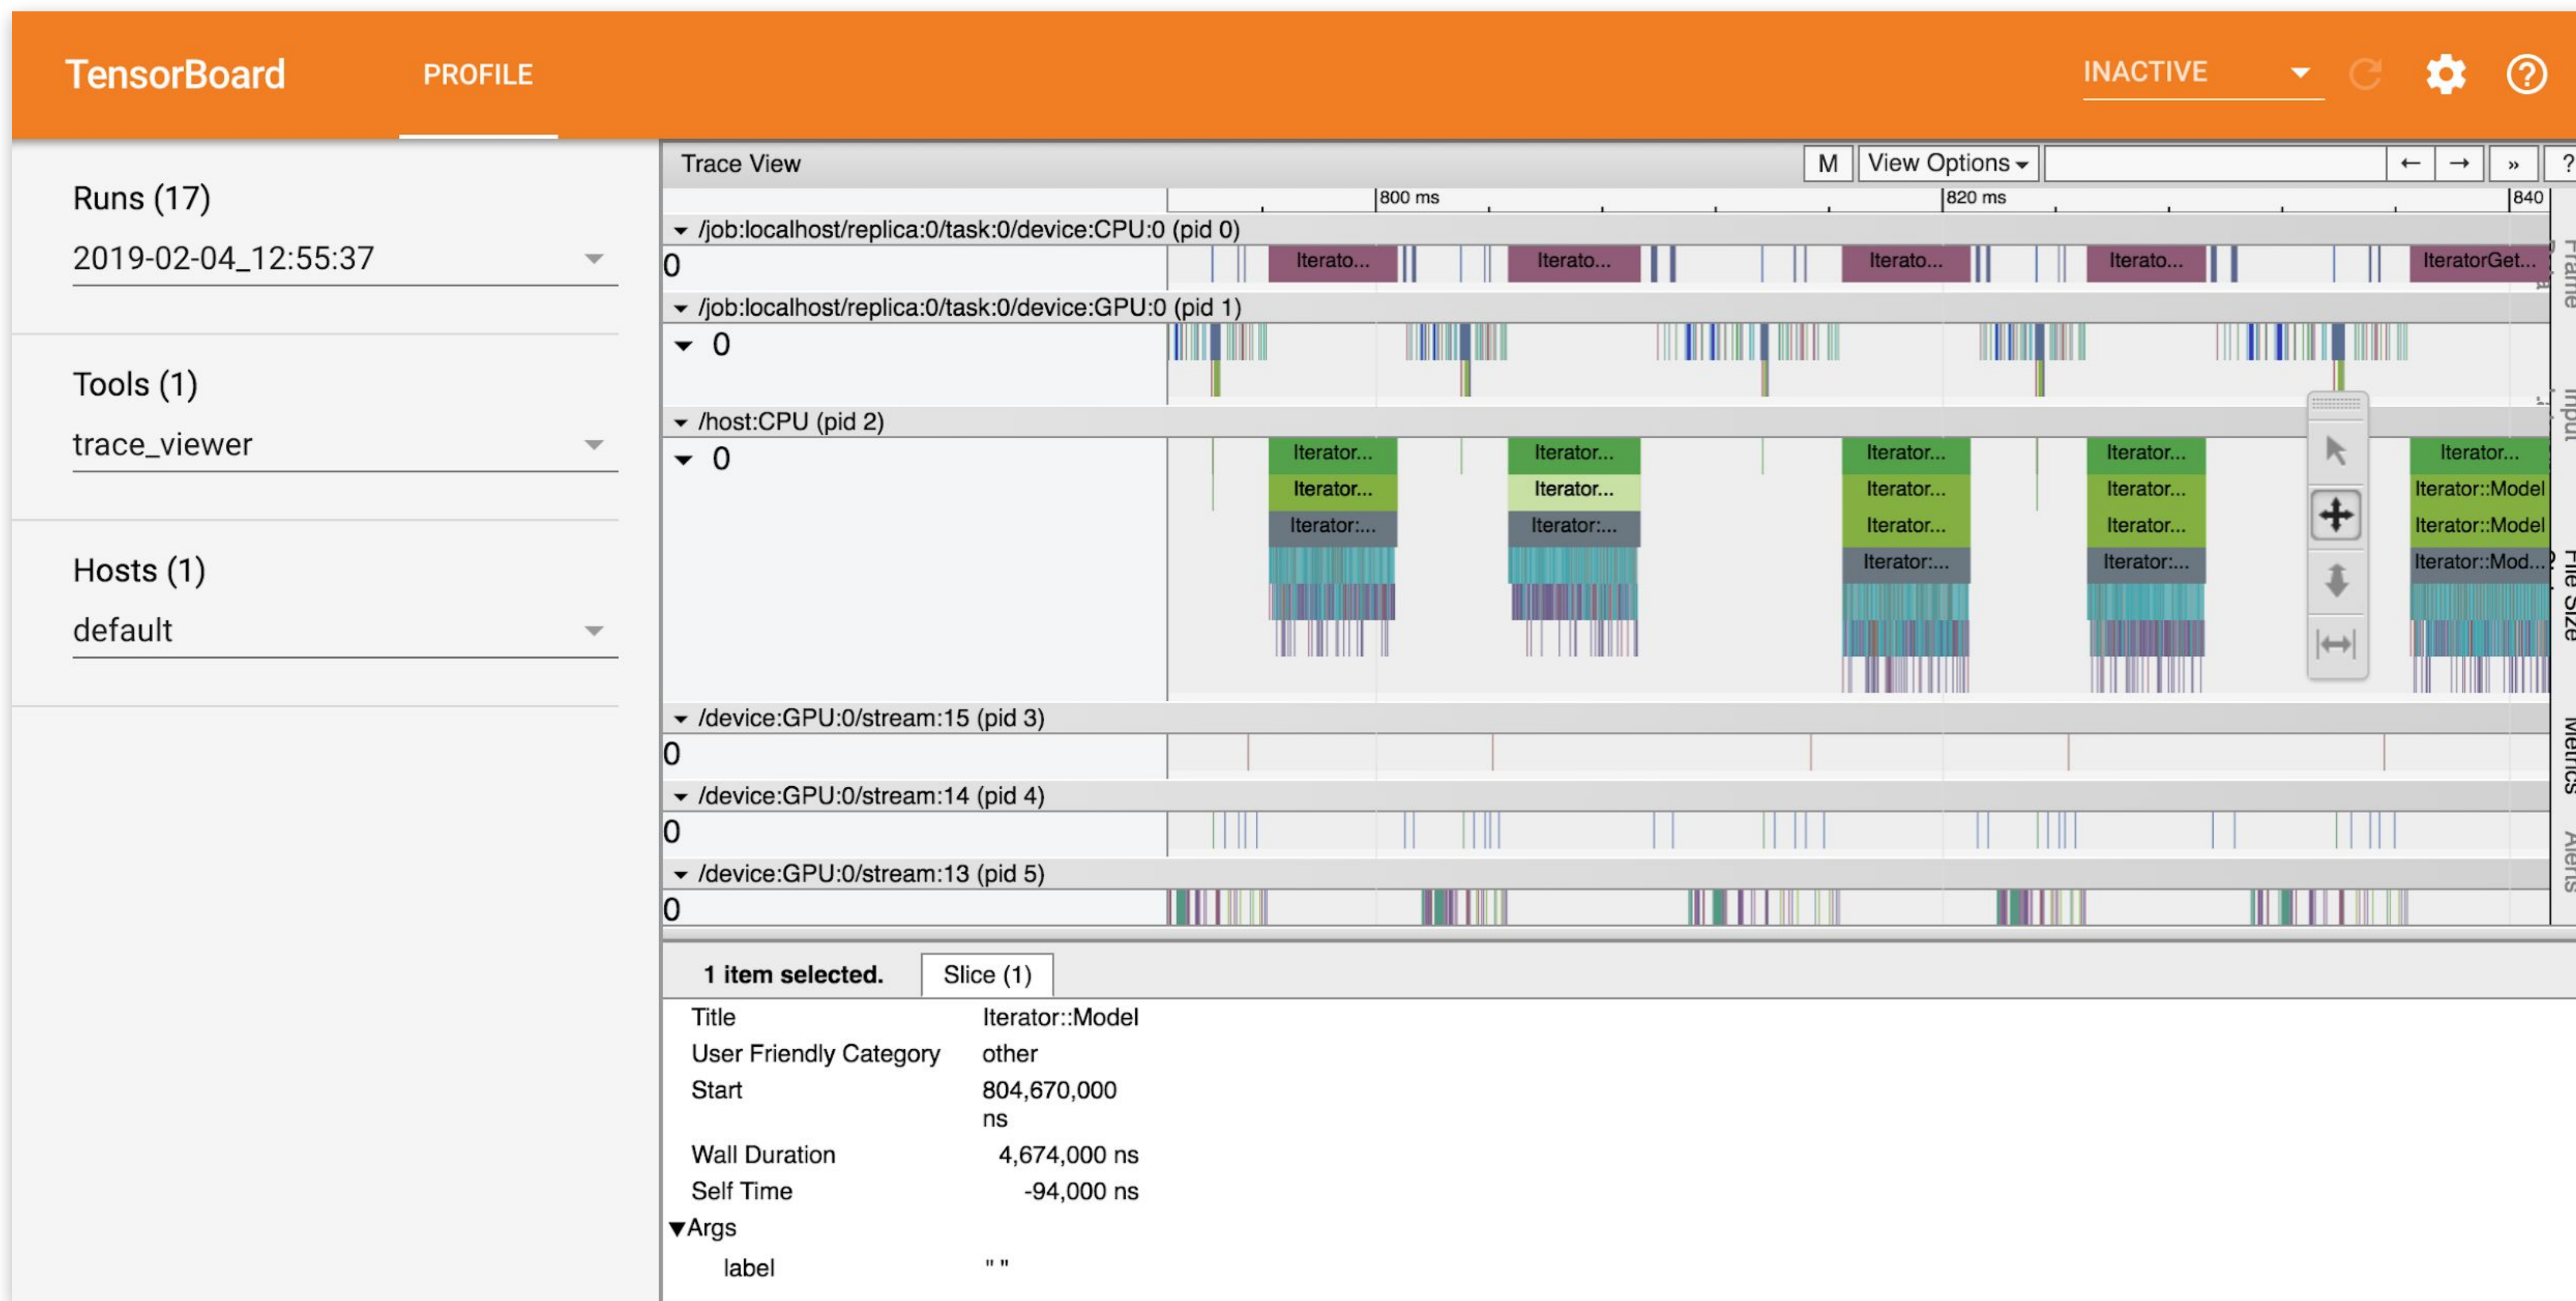 TensorBoard
PROFILE
INACTIVE
Runs (17)
2019-02-04_12:55:37
Tools (1)
trace_viewer
Hosts (1)
default
Trace View
M
View Options
←
→
»
?
800 ms
820 ms
840
/job:localhost/replica:0/task:0/device:CPU:0 (pid 0)
0
Iterato...
Iterato...
Iterato...
Iterato...
IteratorGet...
/job:localhost/replica:0/task:0/device:GPU:0 (pid 1)
0
/host:CPU (pid 2)
0
Iterator...
Iterator...
Iterator...
Iterator...
Iterator...
Iterator...
Iterator...
Iterator...
Iterator...
Iterator::Model
Iterator:...
Iterator:...
Iterator...
Iterator...
Iterator::Model
Iterator:...
Iterator:...
Iterator::Mod...
/device:GPU:0/stream:15 (pid 3)
0
/device:GPU:0/stream:14 (pid 4)
0
/device:GPU:0/stream:13 (pid 5)
0
File Size
Metrics
Alerts
1 item selected.
Slice (1)
Title Iterator::Model
User Friendly Category other
Start 804,670,000
ns
Wall Duration 4,674,000 ns
Self Time -94,000 ns
Args
label " "